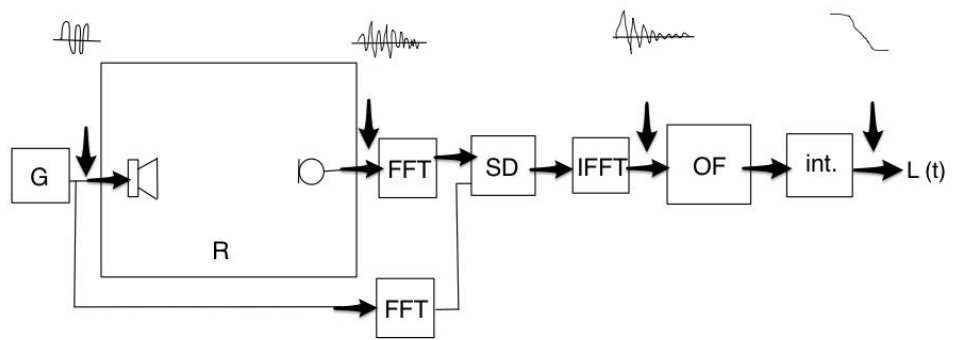 G
R
FFT
SD
IFFT
OF
int.
L (t)
FFT